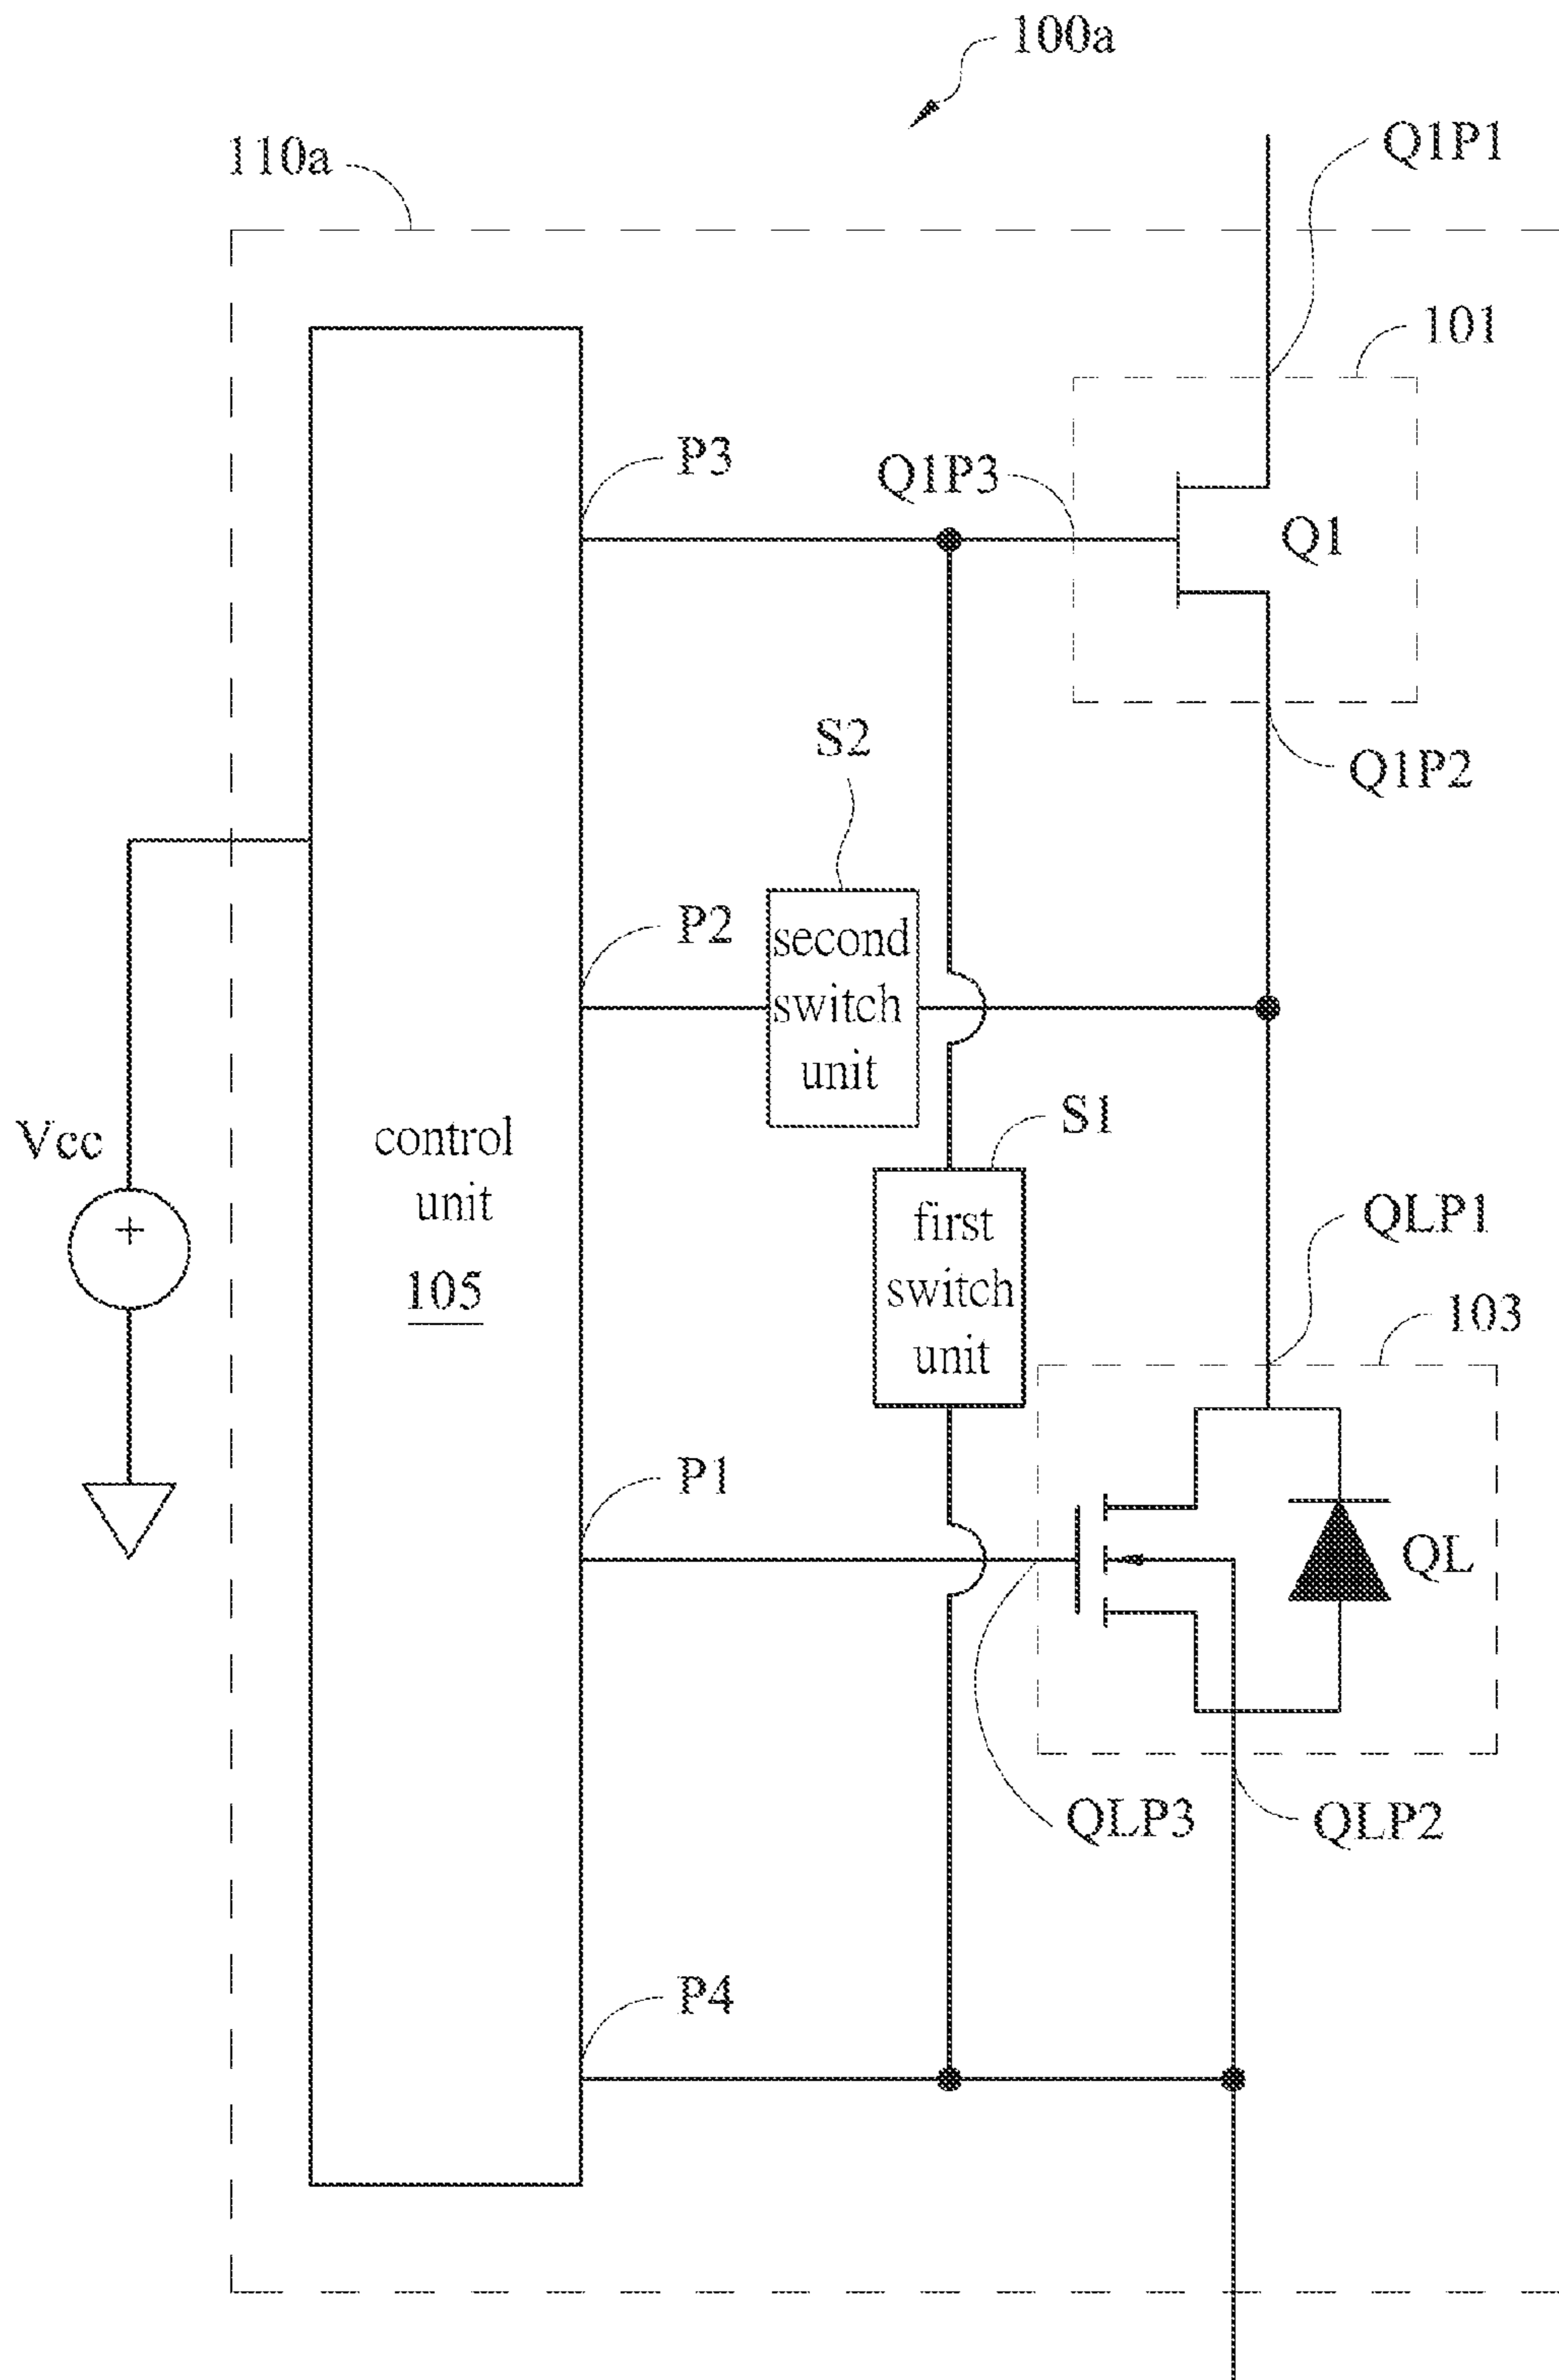 100a
110a
Q1P1
101
P3
Q1P3
Q1
S2
Q1P2
P2
second
switch
unit
S1
Vcc
control
unit
105
first
switch
unit
QLP1
103
P1
QL
QLP3
QLP2
P4